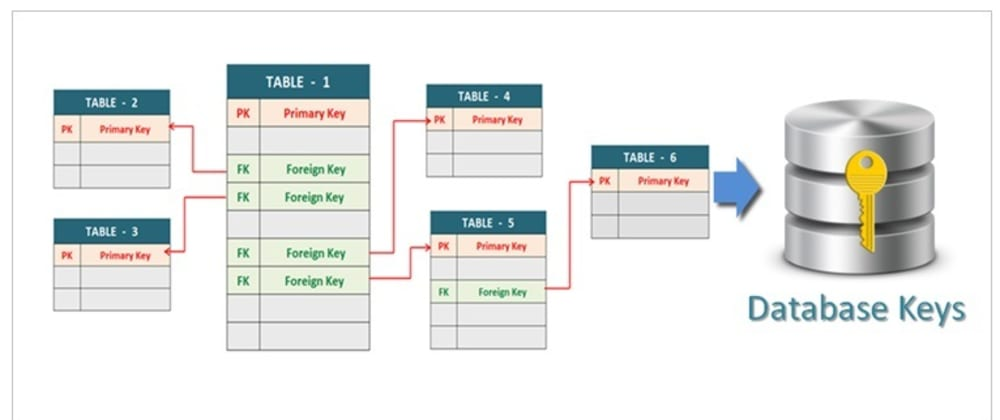 TABLE - 1
PK Primary Key
FK Foreign Key
FK Foreign Key
FK Foreign Key
FK Foreign Key
TABLE - 2
PK Primary Key
TABLE - 3
PK Primary Key
TABLE - 4
PK Primary Key
TABLE - 5
PK Primary Key
FK Foreign Key
TABLE - 6
PK Primary Key
Database Keys